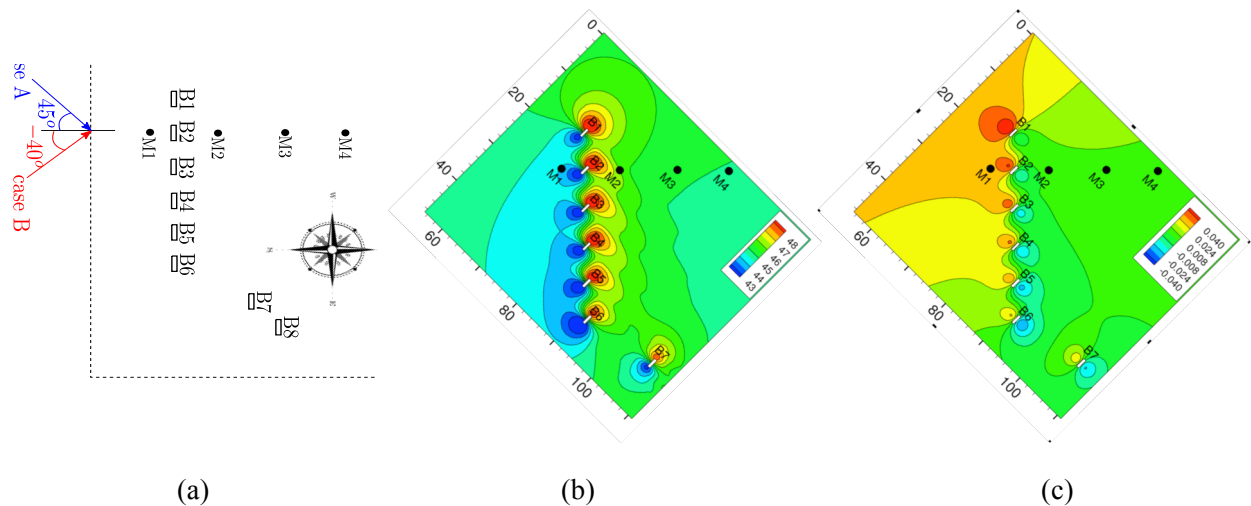 se A
45°
−40°
case B
B1
B2
B3
B4
B5
B6
B7
B8
M1
M2
M3
M4
W
E
(a)
0
20
40
60
80
100
B1
B2
B3
B4
B5
B6
B7
M1
M2
M3
M4
48
47
46
45
44
43
(b)
0
20
40
60
80
100
B1
B2
B3
B4
B5
B6
B7
M1
M2
M3
M4
0.040
0.024
0.008
-0.008
-0.024
-0.040
(c)